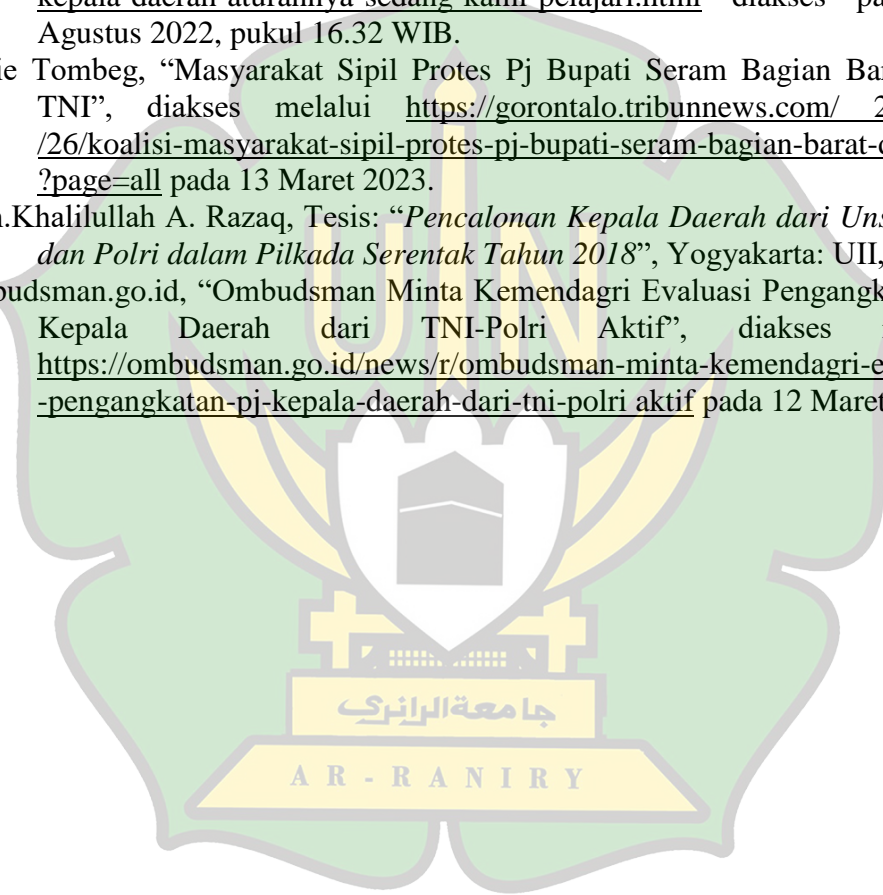 kepala-daerah-aturannya-sedang-kami-pelajari.html diakses
Agustus 2022, pukul 16.32 WIB.
Tombeg, “Masyarakat Sipil Protes Pj Bupati Seram Bagian
TNI”, diakses melalui https://gorontalo.tribunnews.com/
/26/koalisi-masyarakat-sipil-protes-pj-bupati-seram-bagian-barat-
?page=all pada 13 Maret 2023.
Khalilullah A. Razaq, Tesis: “Pencalonan Kepala Daerah dari
dan Polri dalam Pilkada Serentak Tahun 2018”, Yogyakarta: UII,
budsman.go.id, “Ombudsman Minta Kemendagri Evaluasi
Kepala Daerah dari TNI-Polri Aktif”, diakses
https://ombudsman.go.id/news/r/ombudsman-minta-kemendagri-
-pengangkatan-pj-kepala-daerah-dari-tni-polri aktif pada 12 Maret
UIN
جامعة الرانري
AR-RANIRY